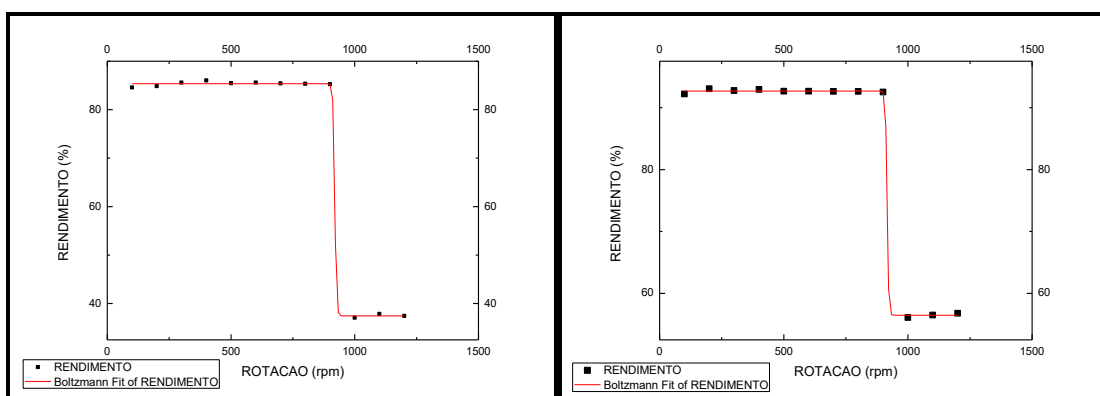 0 500 1000 1500
80 80
60 60
40 40
RENDIMENTO (%)
0 500 1000 1500
ROTACAO (rpm)
RENDIMENTO
Boltzmann Fit of RENDIMENTO
0 500 1000 1500
80 80
60 60
RENDIMENTO (%)
0 500 1000 1500
ROTACAO (rpm)
RENDIMENTO
Boltzmann Fit of RENDIMENTO